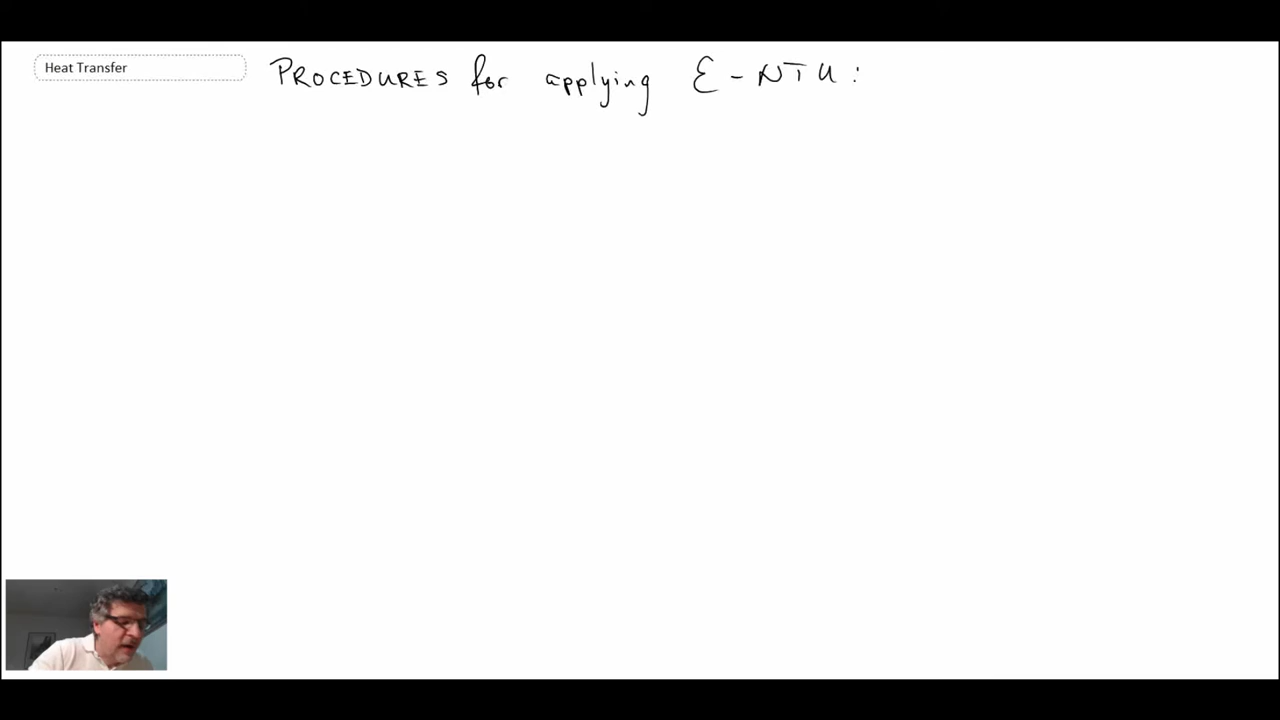 Heat Transfer
PROCEDURES for applying ε-NTU: